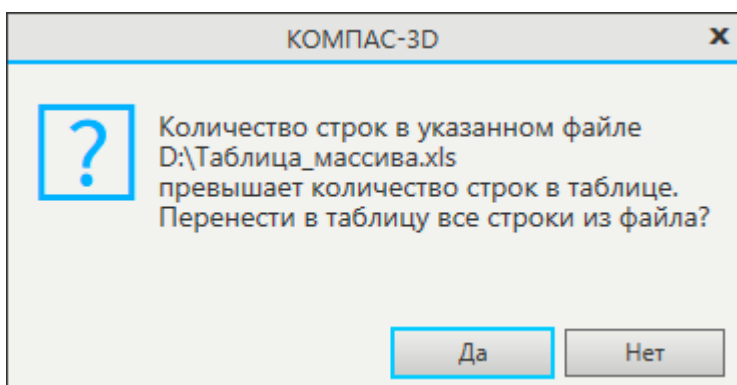 КОМПАС-3D
Количество строк в указанном файле
D:\Таблица_массива.xls
превышает количество строк в таблице.
Перенести в таблицу все строки из файла?
Да Нет